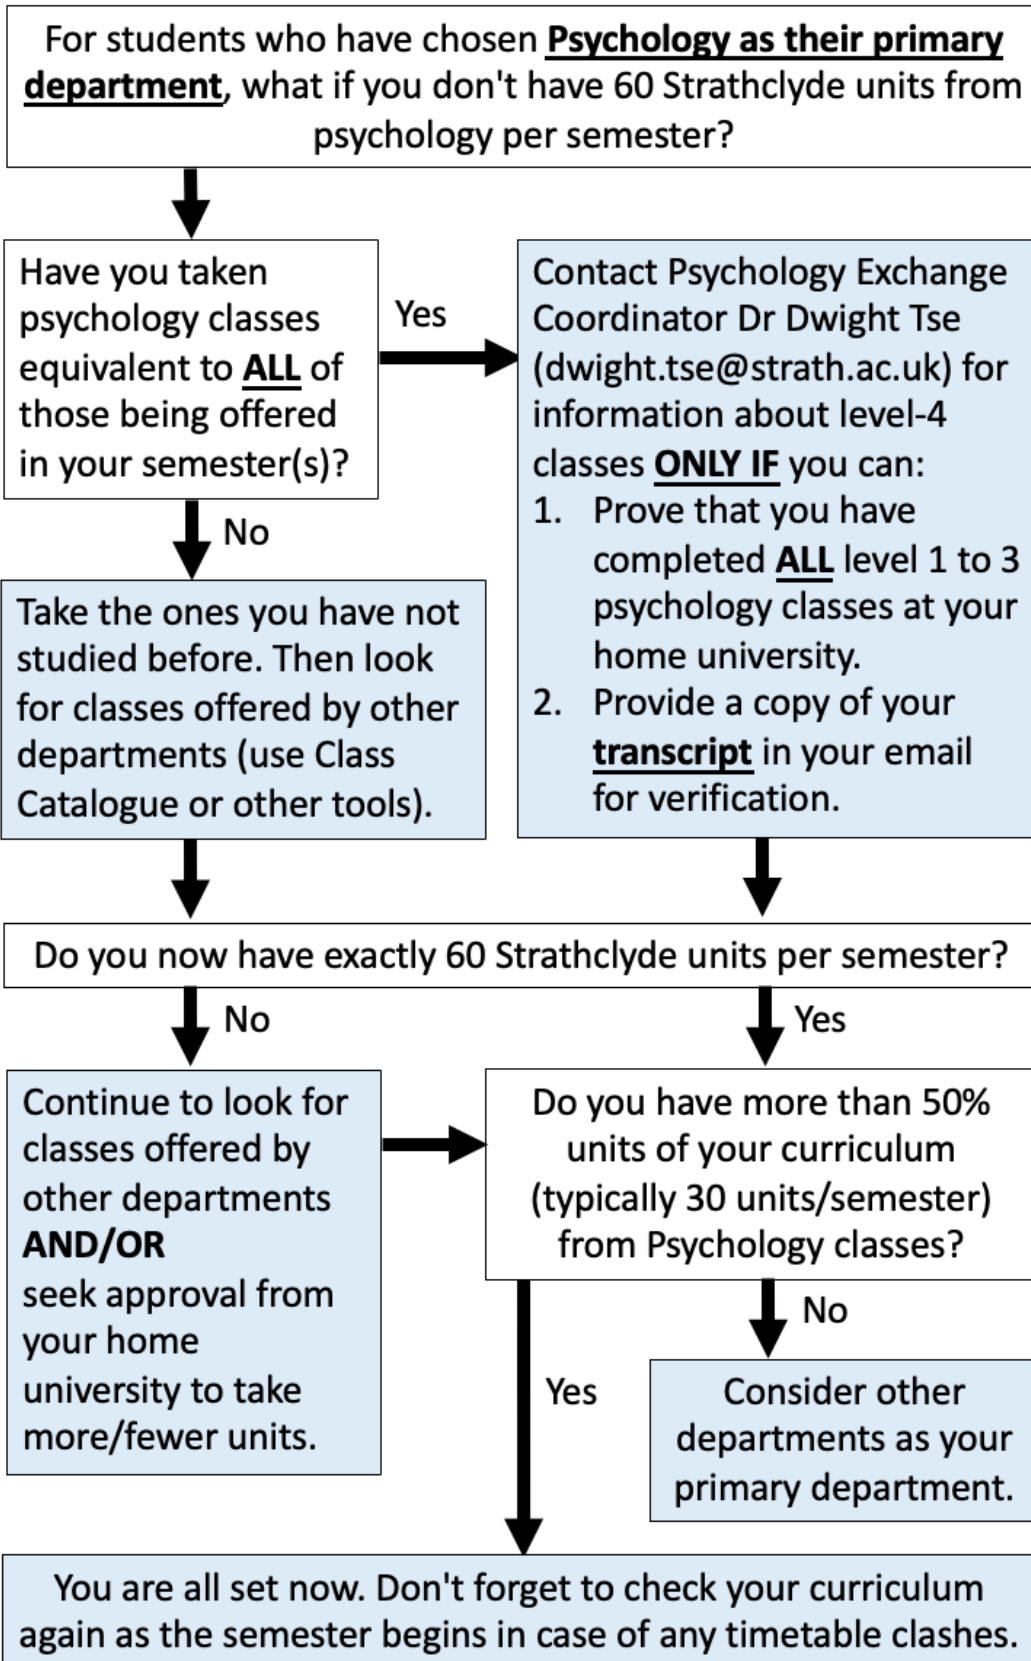 For students who have chosen Psychology as their primary
department, what if you don't have 60 Strathclyde units from
psychology per semester?
Have you taken
psychology classes
equivalent to ALL of
those being offered
in your semester(s)?
Yes
Contact Psychology Exchange
Coordinator Dr Dwight Tse
(dwight.tse@strath.ac.uk) for
information about level-4
classes ONLY IF you can:
1. Prove that you have
completed ALL level 1 to 3
psychology classes at your
home university.
2. Provide a copy of your
transcript in your email
for verification.
No
Take the ones you have not
studied before. Then look
for classes offered by other
departments (use Class
Catalogue or other tools).
Do you now have exactly 60 Strathclyde units per semester?
No
Yes
Continue to look for
classes offered by
other departments
AND/OR
seek approval from
your home
university to take
more/fewer units.
Do you have more than 50%
units of your curriculum
(typically 30 units/semester)
from Psychology classes?
No
Yes
Consider other
departments as your
primary department.
You are all set now. Don't forget to check your curriculum
again as the semester begins in case of any timetable clashes.